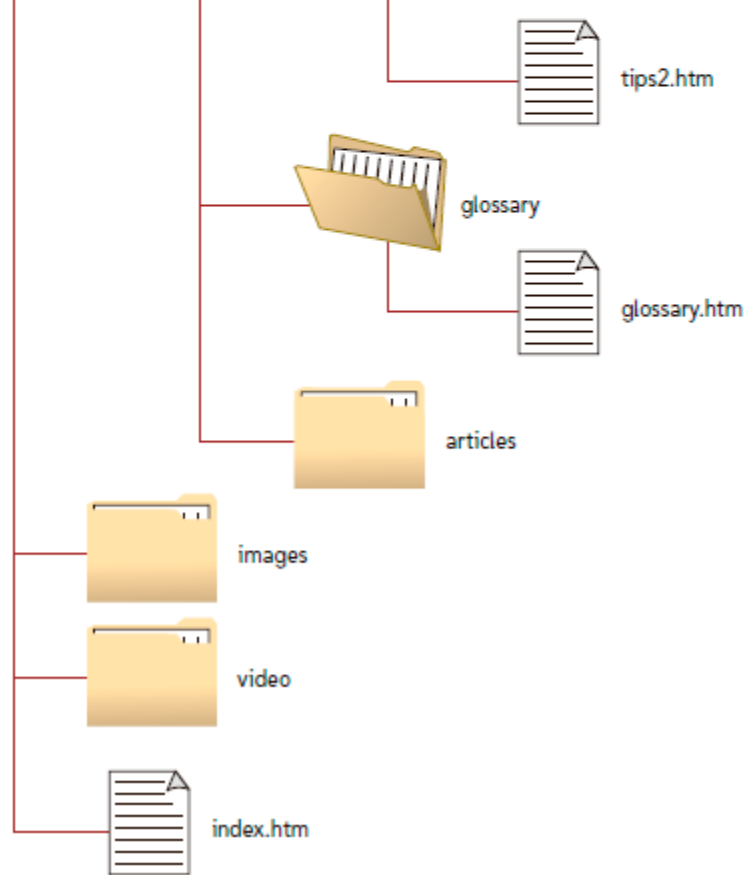 tips2.htm
glossary
glossary.htm
articles
images
video
index.htm